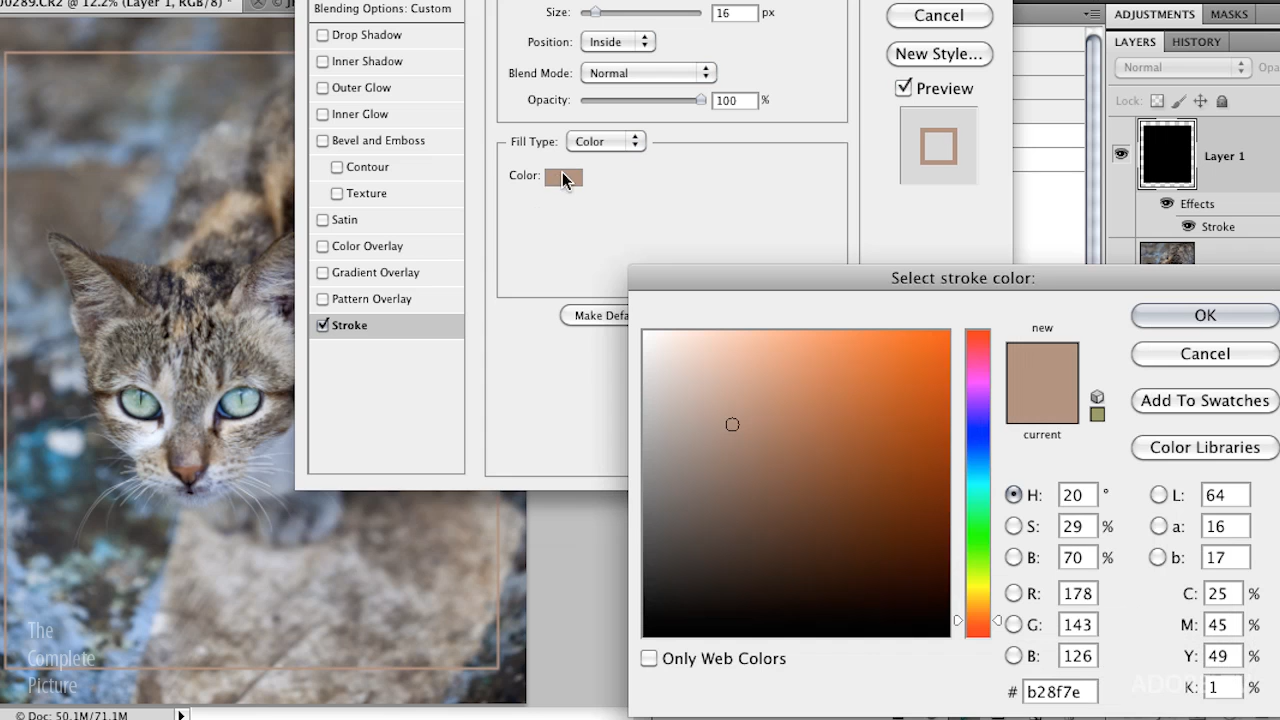 00289.CR2 @ 12.2% (Layer 1, RGB/8) *
Blending Options: Custom
Drop Shadow
Inner Shadow
Outer Glow
Inner Glow
Bevel and Emboss
Contour
Texture
Satin
Color Overlay
Gradient Overlay
Pattern Overlay
Stroke
Size: 16 px
Position: Inside
Blend Mode: Normal
Opacity: 100 %
Fill Type: Color
Color:
Make Defa
Cancel
New Style...
Preview
ADJUSTMENTS MASKS
LAYERS HISTORY
Normal Opa
Lock:
Layer 1
Effects
Stroke
Select stroke color:
new
current
OK
Cancel
Add To Swatches
Color Libraries
H: 20 °
S: 29 %
B: 70 %
R: 178
G: 143
B: 126
# b28f7e
L: 64
a: 16
b: 17
C: 25 %
M: 45 %
Y: 49 %
K: 1 %
Only Web Colors
The
Complete
Picture
Doc: 50.1M/71.1M